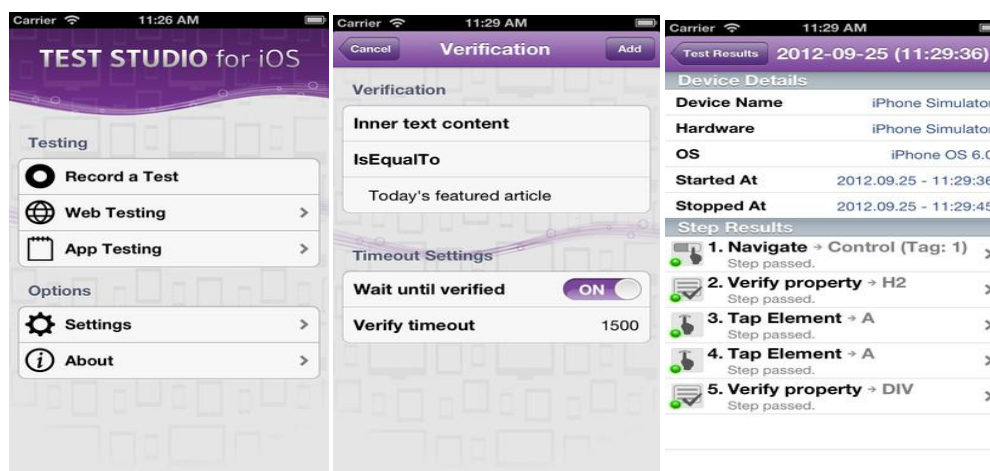 Carrier 11:26 AM
TEST STUDIO for iOS
Testing
Record a Test
Web Testing
App Testing
Options
Settings
About
Carrier 11:29 AM
Cancel Verification Add
Verification
Inner text content
IsEqualTo
Today's featured article
Timeout Settings
Wait until verified ON
Verify timeout 1500
Carrier 11:29 AM
Test Results 2012-09-25 (11:29:36)
Device Details
Device Name iPhone Simulato
Hardware iPhone Simulato
OS iPhone OS 6.0
Started At 2012.09.25 - 11:29:36
Stopped At 2012.09.25 - 11:29:45
Step Results
1. Navigate → Control (Tag: 1)
Step passed.
2. Verify property → H2
Step passed.
3. Tap Element → A
Step passed.
4. Tap Element → A
Step passed.
5. Verify property → DIV
Step passed.